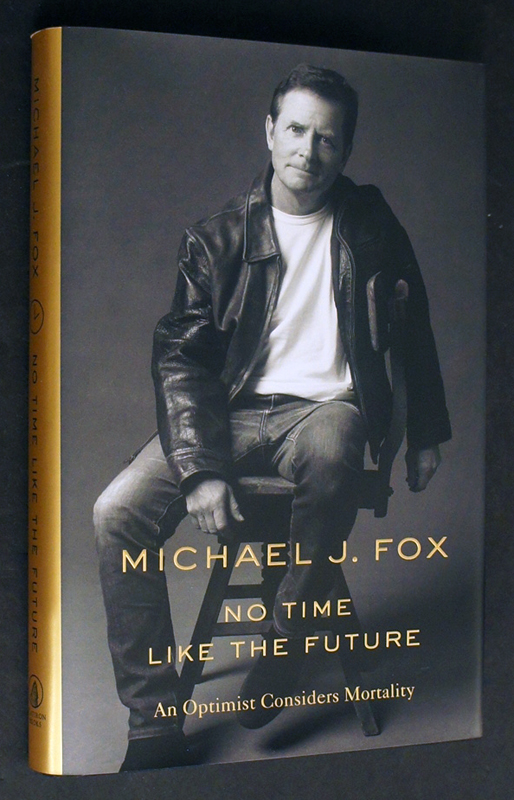 MICHAEL J. FOX
NO TIME
LIKE THE FUTURE
An Optimist Considers Mortality
MICHAEL J. FOX NO TIME LIKE THE FUTURE